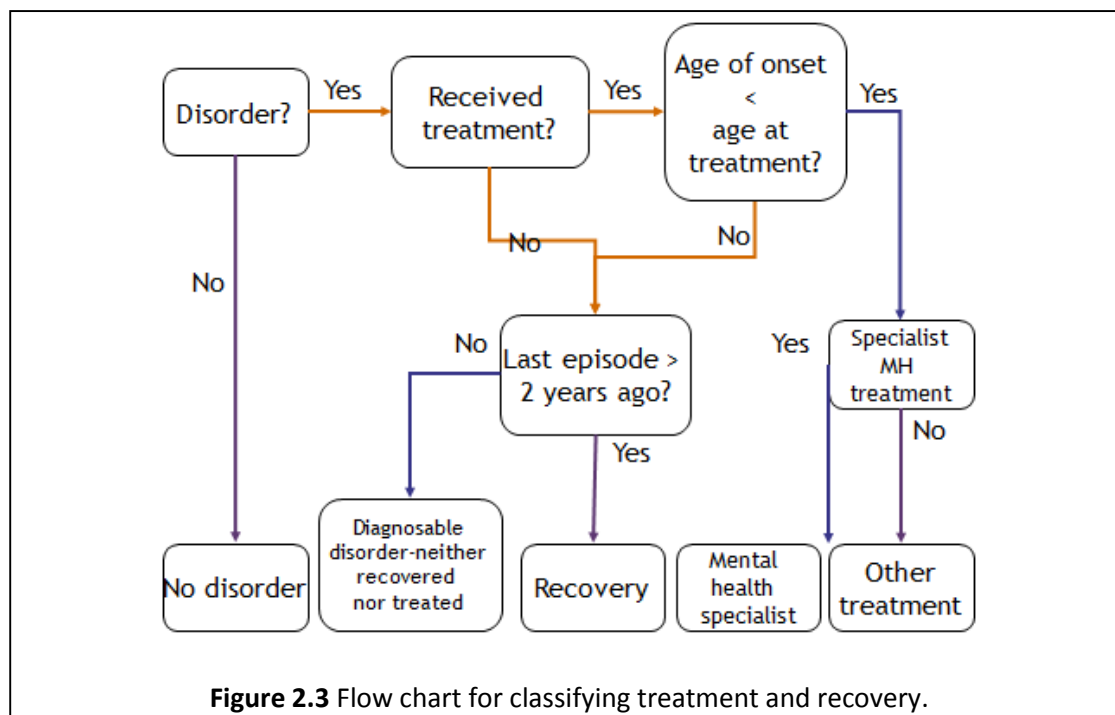 Disorder?
Yes
Received
treatment?
Yes
Age of onset
<
age at
treatment?
Yes
No
No
No
No
Last episode >
2 years ago?
Yes
Specialist
MH
treatment
Yes
No
No disorder
Diagnosable
disorder-neither
recovered
nor treated
Recovery
Mental
health
specialist
Other
treatment
Figure 2.3 Flow chart for classifying treatment and recovery.